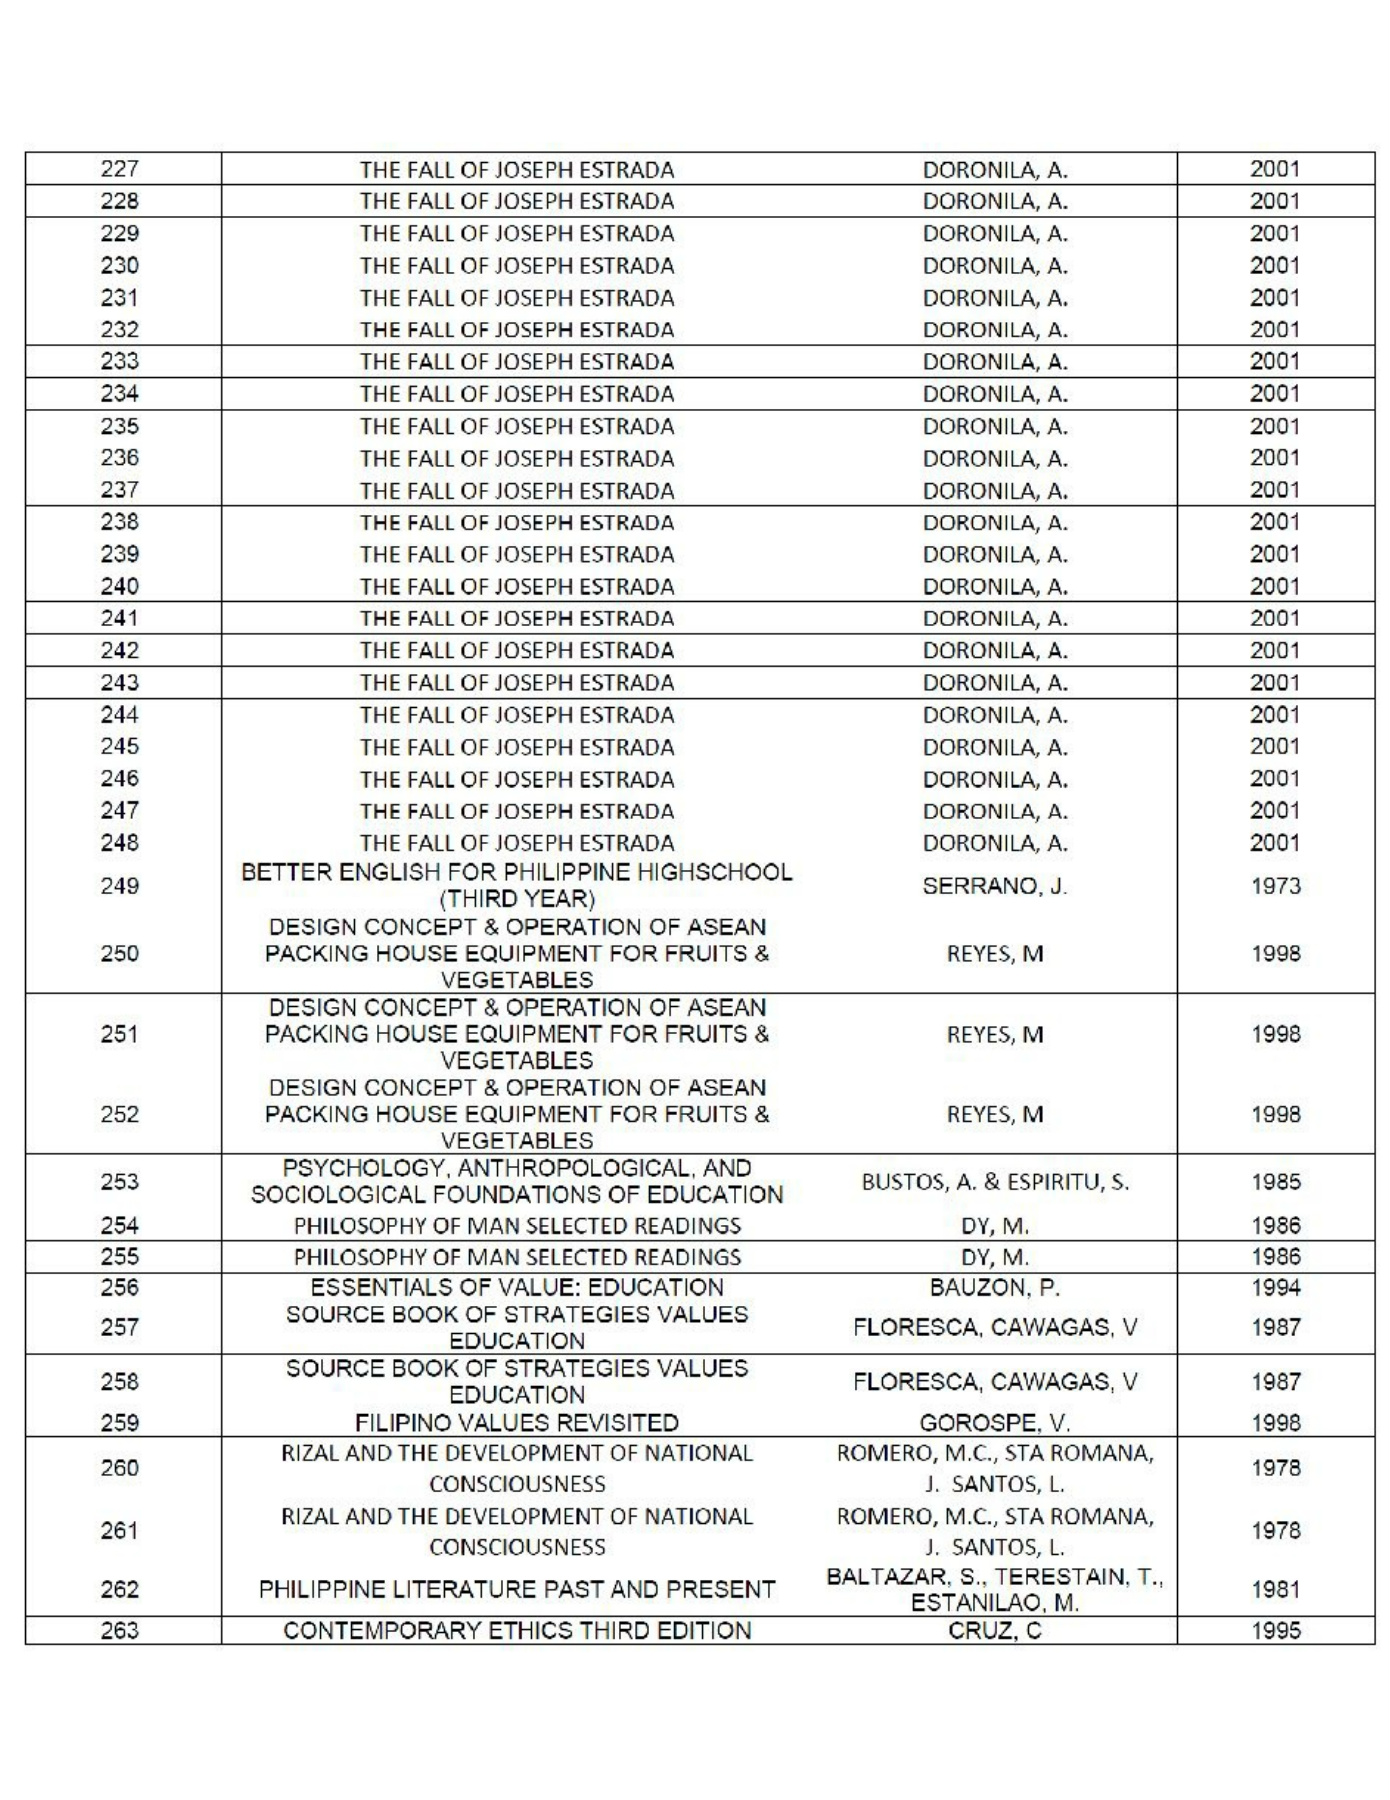 227 THE FALL OF JOSEPH ESTRADA DORONILA, A. 2001
228 THE FALL OF JOSEPH ESTRADA DORONILA, A. 2001
229 THE FALL OF JOSEPH ESTRADA DORONILA, A. 2001
230 THE FALL OF JOSEPH ESTRADA DORONILA, A. 2001
231 THE FALL OF JOSEPH ESTRADA DORONILA, A. 2001
232 THE FALL OF JOSEPH ESTRADA DORONILA, A. 2001
233 THE FALL OF JOSEPH ESTRADA DORONILA, A. 2001
234 THE FALL OF JOSEPH ESTRADA DORONILA, A. 2001
235 THE FALL OF JOSEPH ESTRADA DORONILA, A. 2001
236 THE FALL OF JOSEPH ESTRADA DORONILA, A. 2001
237 THE FALL OF JOSEPH ESTRADA DORONILA, A. 2001
238 THE FALL OF JOSEPH ESTRADA DORONILA, A. 2001
239 THE FALL OF JOSEPH ESTRADA DORONILA, A. 2001
240 THE FALL OF JOSEPH ESTRADA DORONILA, A. 2001
241 THE FALL OF JOSEPH ESTRADA DORONILA, A. 2001
242 THE FALL OF JOSEPH ESTRADA DORONILA, A. 2001
243 THE FALL OF JOSEPH ESTRADA DORONILA, A. 2001
244 THE FALL OF JOSEPH ESTRADA DORONILA, A. 2001
245 THE FALL OF JOSEPH ESTRADA DORONILA, A. 2001
246 THE FALL OF JOSEPH ESTRADA DORONILA, A. 2001
247 THE FALL OF JOSEPH ESTRADA DORONILA, A. 2001
248 THE FALL OF JOSEPH ESTRADA DORONILA, A. 2001
249 BETTER ENGLISH FOR PHILIPPINE HIGHSCHOOL
(THIRD YEAR) SERRANO, J. 1973
DESIGN CONCEPT & OPERATION OF ASEAN
250 PACKING HOUSE EQUIPMENT FOR FRUITS & REYES, M 1998
VEGETABLES
DESIGN CONCEPT & OPERATION OF ASEAN
251 PACKING HOUSE EQUIPMENT FOR FRUITS & REYES, M 1998
VEGETABLES
DESIGN CONCEPT & OPERATION OF ASEAN
252 PACKING HOUSE EQUIPMENT FOR FRUITS & REYES, M 1998
VEGETABLES
253 PSYCHOLOGY, ANTHROPOLOGICAL, AND
SOCIOLOGICAL FOUNDATIONS OF EDUCATION BUSTOS, A. & ESPIRITU, S. 1985
254 PHILOSOPHY OF MAN SELECTED READINGS DY, M. 1986
255 PHILOSOPHY OF MAN SELECTED READINGS DY, M. 1986
256 ESSENTIALS OF VALUE: EDUCATION BAUZON, P. 1994
257 SOURCE BOOK OF STRATEGIES VALUES
EDUCATION FLORESCA, CAWAGAS, V 1987
258 SOURCE BOOK OF STRATEGIES VALUES
EDUCATION FLORESCA, CAWAGAS, V 1987
259 FILIPINO VALUES REVISITED GOROSPE, V. 1998
260 RIZAL AND THE DEVELOPMENT OF NATIONAL ROMERO, M.C., STA ROMANA,
CONSCIOUSNESS J. SANTOS, L. 1978
261 RIZAL AND THE DEVELOPMENT OF NATIONAL ROMERO, M.C., STA ROMANA,
CONSCIOUSNESS J. SANTOS, L. 1978
262 PHILIPPINE LITERATURE PAST AND PRESENT BALTAZAR, S., TERESTAIN, T.,
ESTANILAO, M. 1981
263 CONTEMPORARY ETHICS THIRD EDITION CRUZ, C 1995